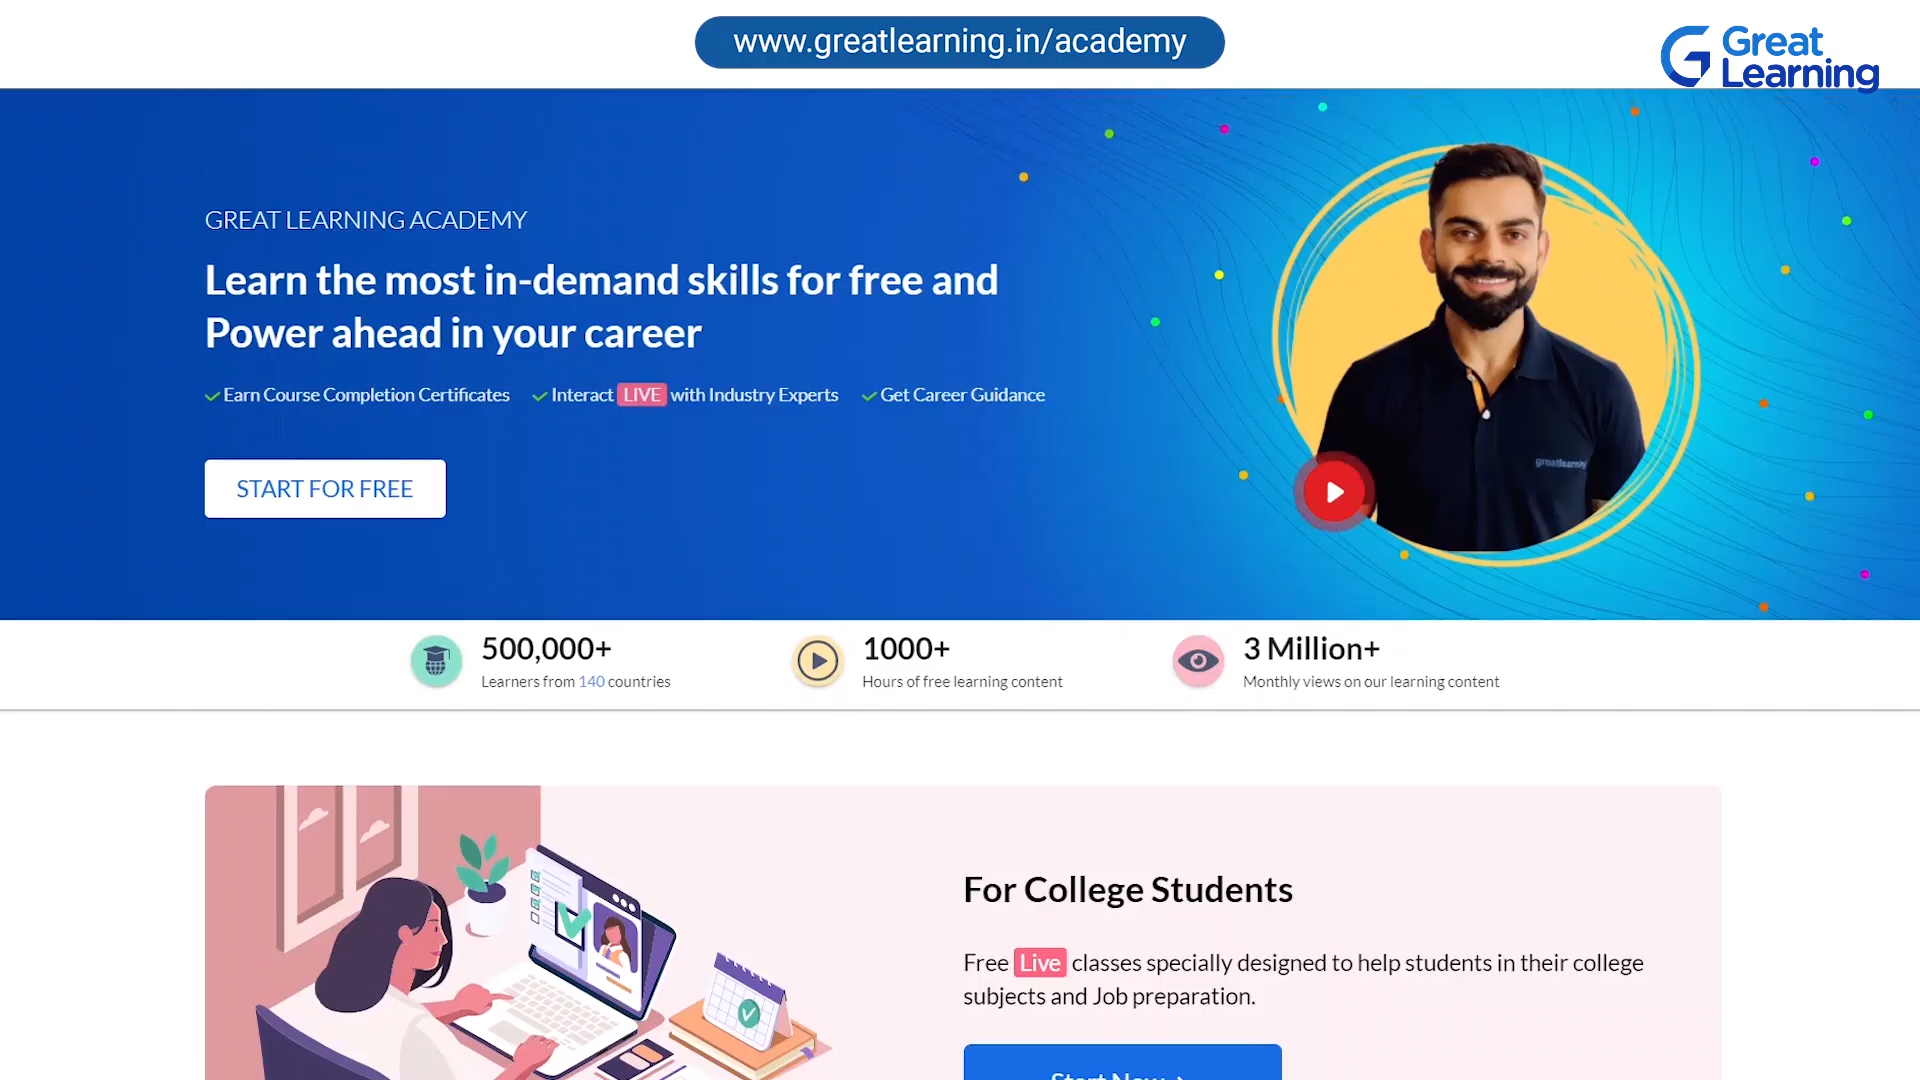 www.greatlearning.in/academy
Great
Learning
GREAT LEARNING ACADEMY
Learn the most in-demand skills for free and
Power ahead in your career
Earn Course Completion Certificates Interact LIVE with Industry Experts Get Career Guidance
START FOR FREE
greatlearning
500,000+
Learners from 140 countries
1000+
Hours of free learning content
3 Million+
Monthly views on our learning content
For College Students
Free Live classes specially designed to help students in their college
subjects and Job preparation.
Start Now